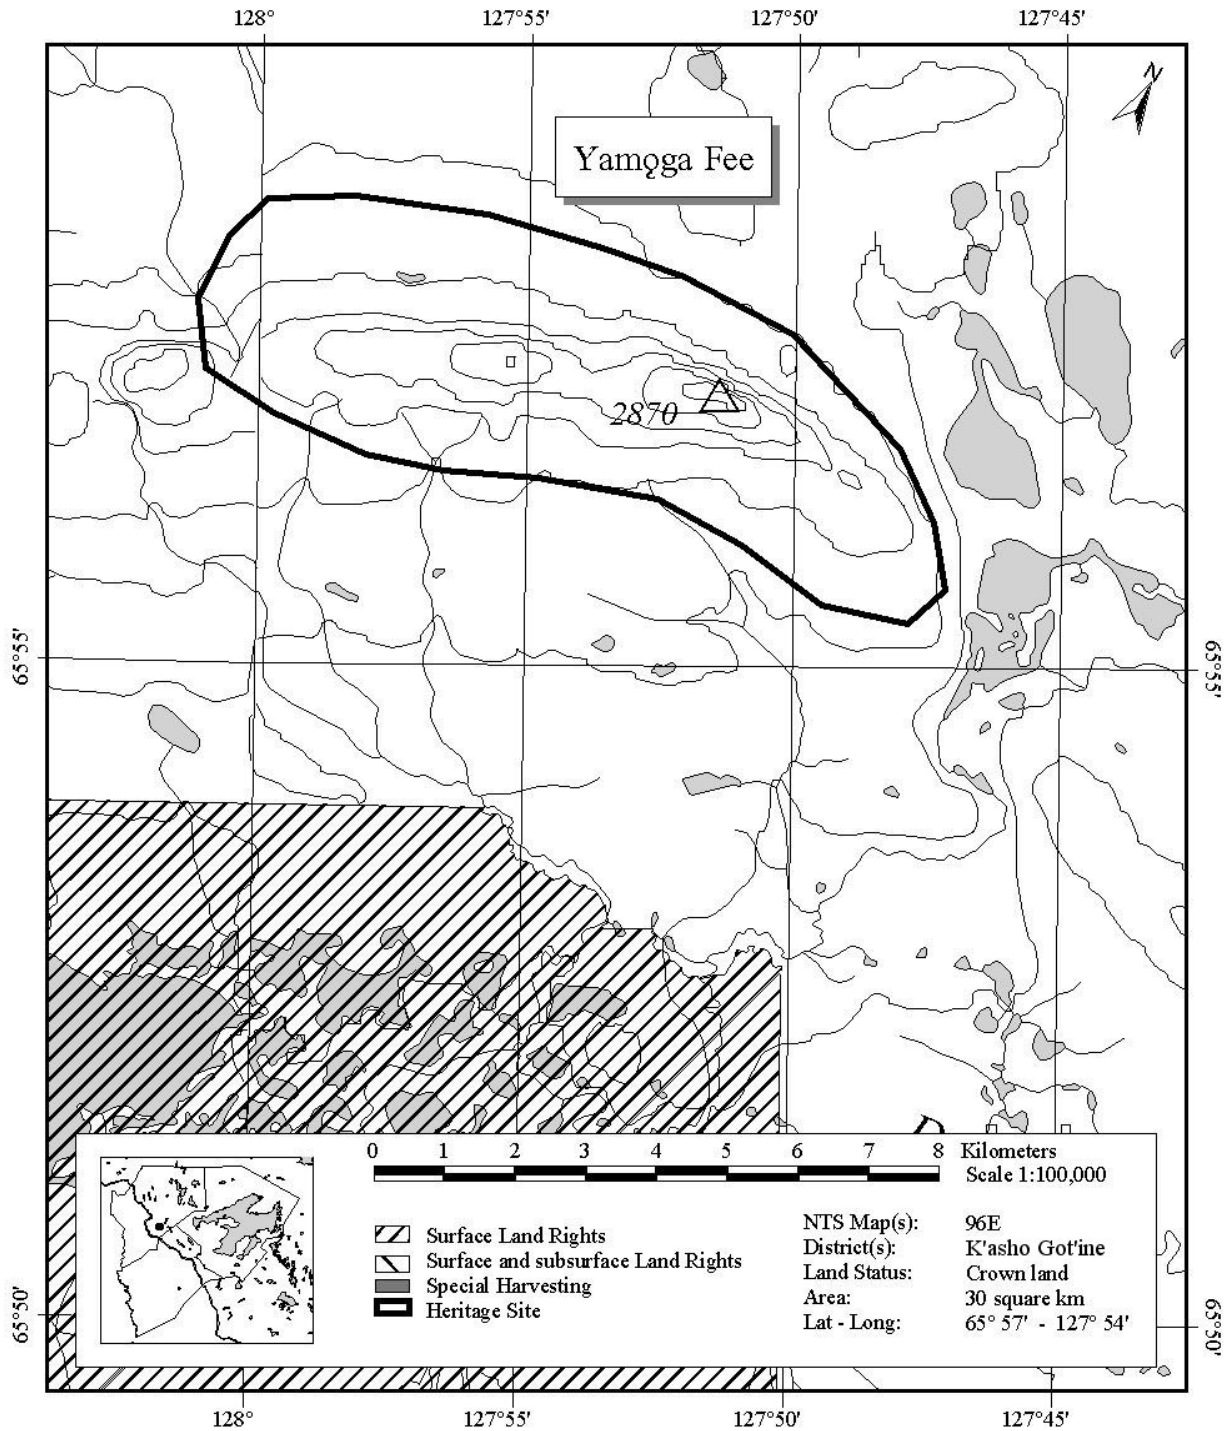 128° 127°55' 127°50' 127°45'
N
Yamǫga Fee
2870
65°55' 65°55'
0 1 2 3 4 5 6 7 8 Kilometers
Scale 1:100,000
Surface Land Rights
Surface and subsurface Land Rights
Special Harvesting
Heritage Site
NTS Map(s): 96E
District(s): K'asho Got'ine
Land Status: Crown land
Area: 30 square km
Lat - Long: 65° 57' - 127° 54'
65°50' 65°50'
128° 127°55' 127°50' 127°45'